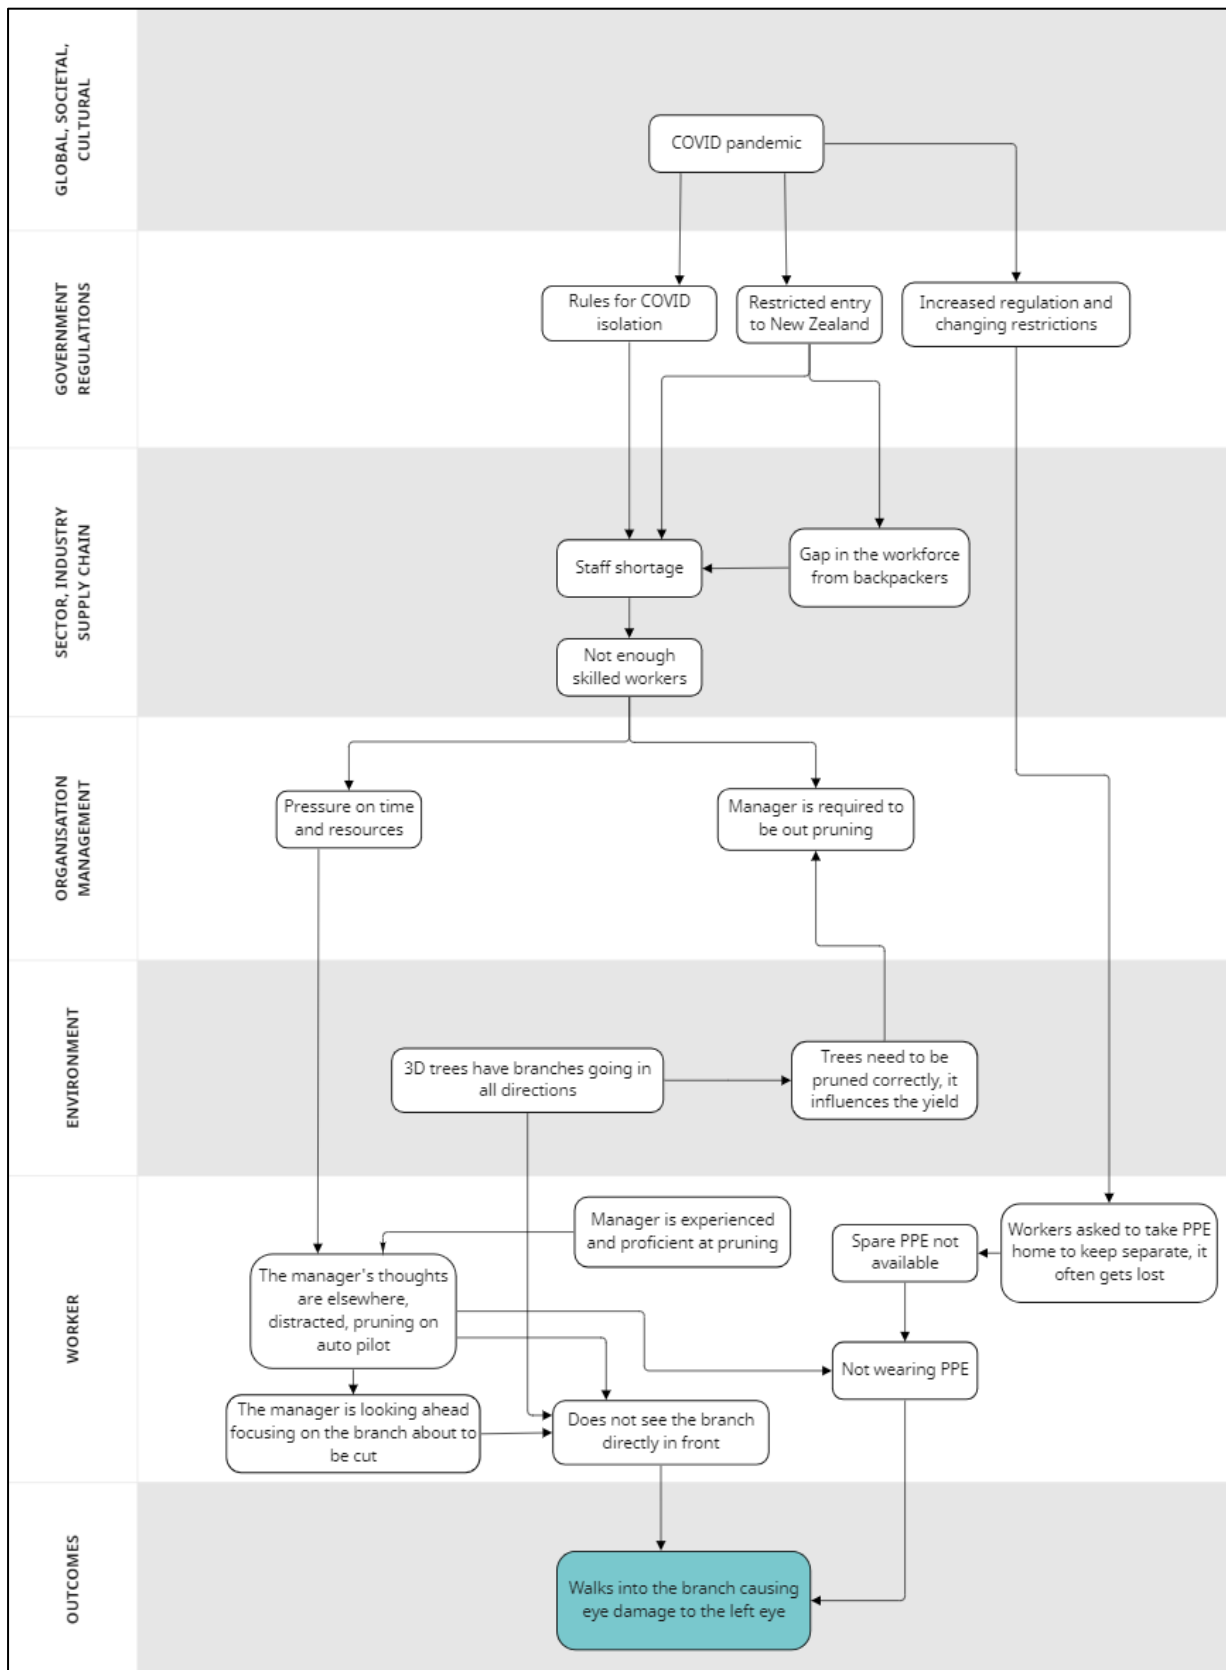 GLOBAL, SOCIETAL,
CULTURAL
COVID pandemic
GOVERNMENT
REGULATIONS
Rules for COVID
isolation
Restricted entry
to New Zealand
Increased regulation and
changing restrictions
SECTOR, INDUSTRY
SUPPLY CHAIN
Staff shortage
Gap in the workforce
from backpackers
Not enough
skilled workers
ORGANISATION
MANAGEMENT
Pressure on time
and resources
Manager is required to
be out pruning
ENVIRONMENT
3D trees have branches going in
all directions
Trees need to be
pruned correctly, it
influences the yield
WORKER
Manager is experienced
and proficient at pruning
Spare PPE not
available
Workers asked to take PPE
home to keep separate, it
often gets lost
The manager's thoughts
are elsewhere,
distracted, pruning on
auto pilot
Not wearing PPE
The manager is looking ahead
focusing on the branch about to
be cut
Does not see the branch
directly in front
OUTCOMES
Walks into the branch causing
eye damage to the left eye